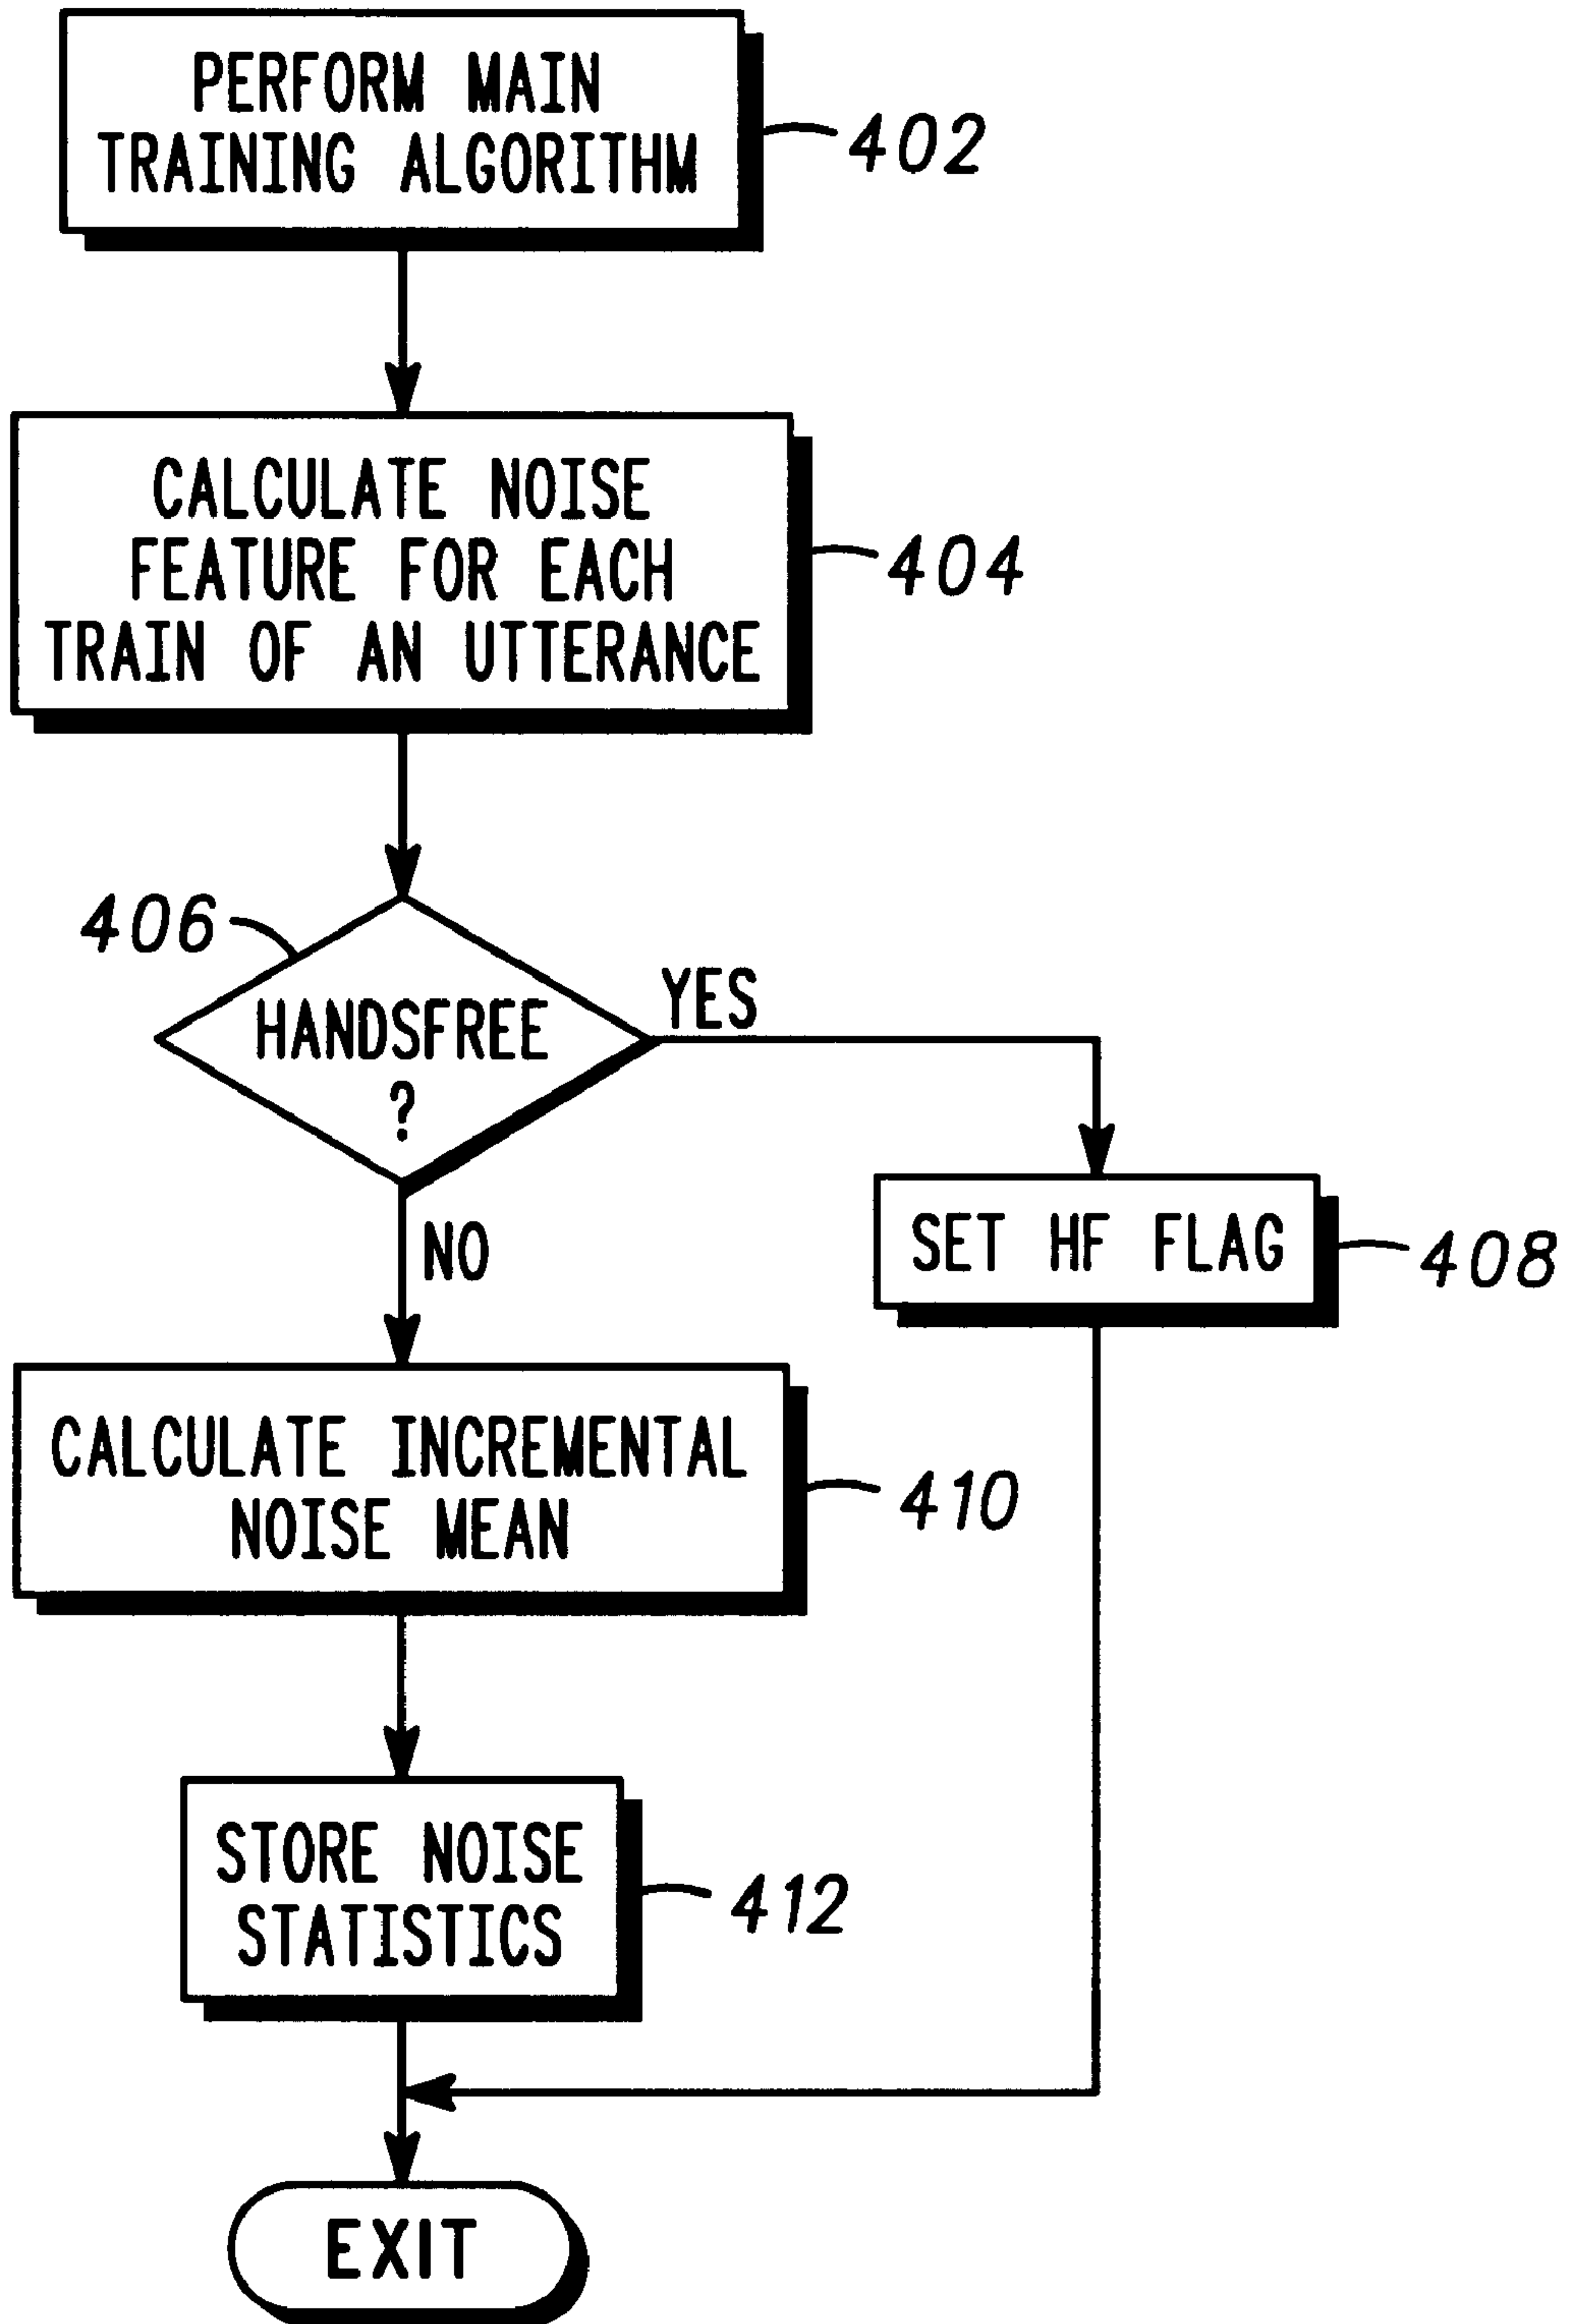 PERFORM MAIN
TRAINING ALGORITHM
402
CALCULATE NOISE
FEATURE FOR EACH
TRAIN OF AN UTTERANCE
404
406
HANDSFREE
?
YES
NO
SET HF FLAG
408
CALCULATE INCREMENTAL
NOISE MEAN
410
STORE NOISE
STATISTICS
412
EXIT